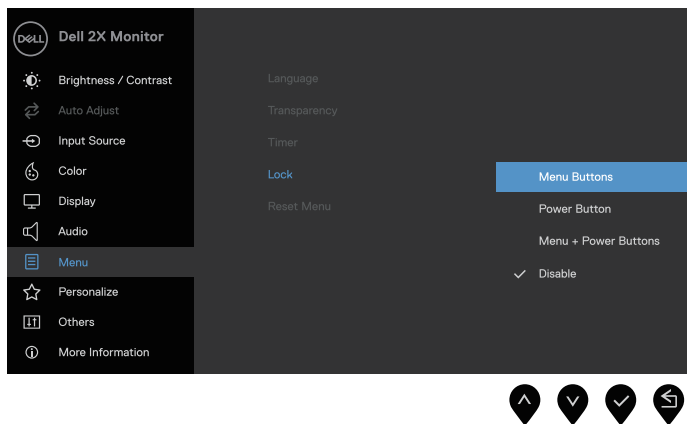 DELL
Dell 2X Monitor
Brightness / Contrast
Auto Adjust
Input Source
Color
Display
Audio
Menu
Personalize
Others
More Information
Language
Transparency
Timer
Lock
Reset Menu
Menu Buttons
Power Button
Menu + Power Buttons
Disable